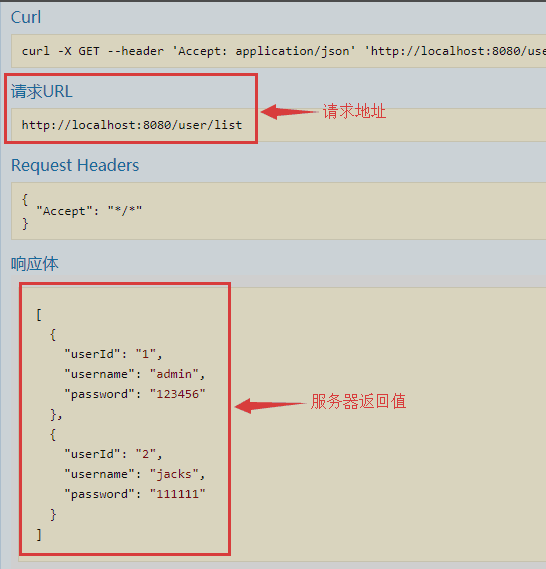 Curl
curl -X GET --header 'Accept: application/json' 'http://localhost:8080/use
请求URL
http://localhost:8080/user/list
请求地址
Request Headers
{
"Accept": "*/*"
}
响应体
[
{
"userId": "1",
"username": "admin",
"password": "123456"
},
服务器返回值
{
"userId": "2",
"username": "jacks",
"password": "111111"
}
]